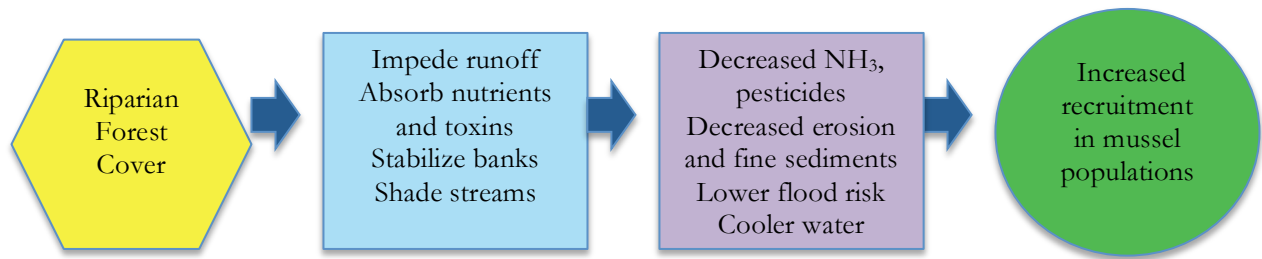 Riparian
Forest
Cover
Impede runoff
Absorb nutrients
and toxins
Stabilize banks
Shade streams
Decreased NH₃,
pesticides
Decreased erosion
and fine sediments
Lower flood risk
Cooler water
Increased
recruitment
in mussel
populations